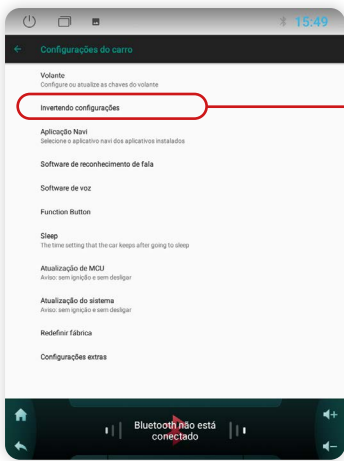 15:49
Configurações do carro
Volante
Configure ou atualize as chaves do volante
Invertendo configurações
Aplicação Navi
Selecione o aplicativo navi dos aplicativos instalados
Software de reconhecimento de fala
Software de voz
Function Button
Sleep
The time setting that the car keeps after going to sleep
Atualização de MCU
Aviso: sem ignição e sem desligar
Atualização do sistema
Aviso: sem ignição e sem desligar
Redefinir fábrica
Configurações extras
Bluetooth não está
conectado